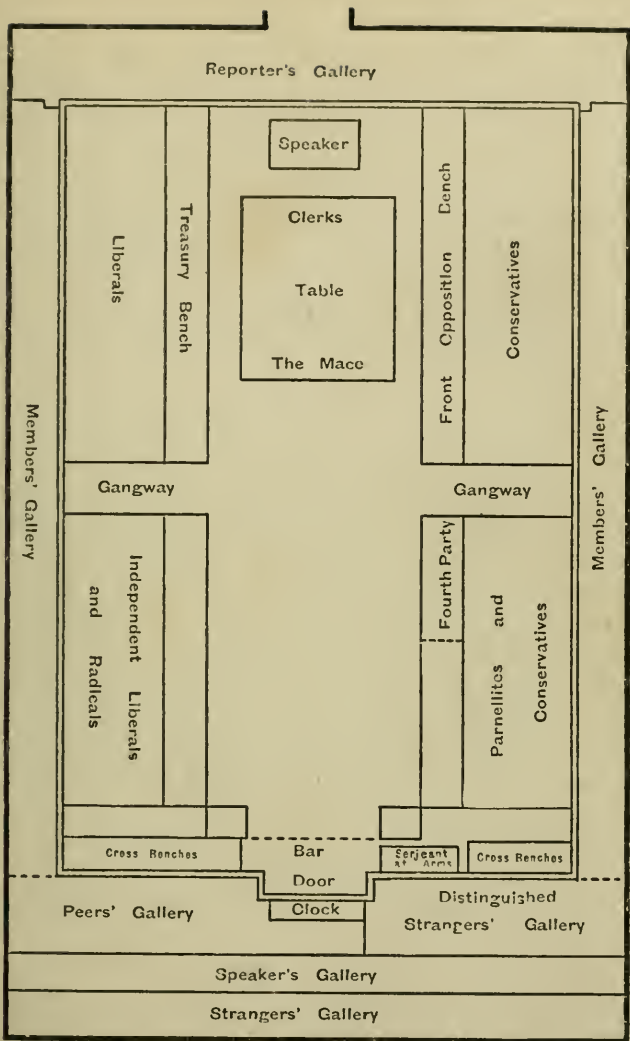 Reporter's Gallery
Speaker
Clerks
Table
The Mace
Liberals
Treasury Bench
Front Opposition Bench
Conservatives
Members' Gallery
Members' Gallery
Gangway
Gangway
Independent Liberals
and Radicals
Fourth Party
Parnellites and
Conservatives
Cross Benches
Bar
Serjeant
at Arms
Cross Benches
Door
Clock
Peers' Gallery
Distinguished
Strangers' Gallery
Speaker's Gallery
Strangers' Gallery